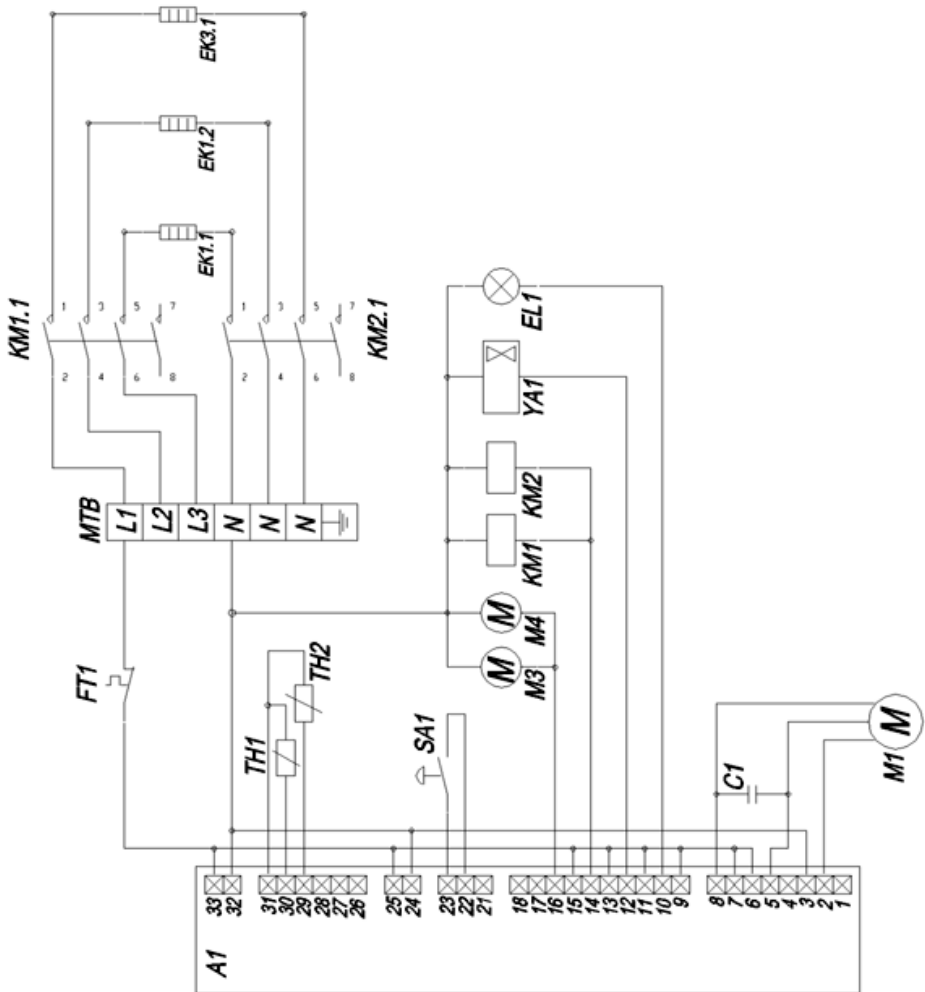 EK3.1
EK1.2
EK1.1
KM1.1
1
3
5
7
2
4
6
8
1
3
5
7
2
4
6
8
KM2.1
EL1
YA1
KM2
KM1
MTB
L1
L2
L3
N
N
N
M
M4
M
M3
FT1
TH2
TH1
SA1
C1
M
M1
33
32
31
30
29
28
27
26
25
24
23
22
21
18
17
16
15
14
13
12
11
10
9
8
7
6
5
4
3
2
1
A1